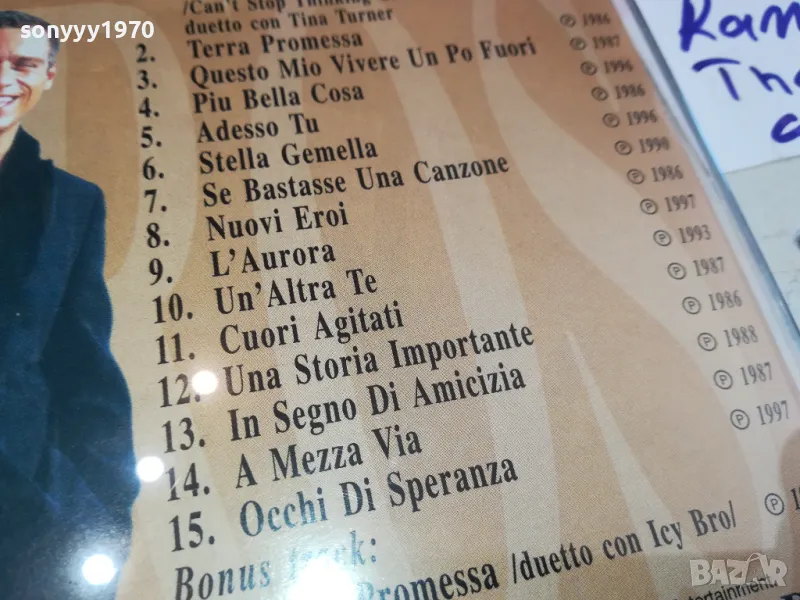 /Can't Stop Thinking
duetto con Tina Turner
2. Terra Promessa ℗ 1986
3. Questo Mio Vivere Un Po Fuori ℗ 1987
4. Piu Bella Cosa ℗ 1996
5. Adesso Tu ℗ 1986
6. Stella Gemella ℗ 1996
7. Se Bastasse Una Canzone ℗ 1990
8. Nuovi Eroi ℗ 1986
9. L'Aurora ℗ 1997
10. Un'Altra Te ℗ 1993
11. Cuori Agitati ℗ 1987
12. Una Storia Importante ℗ 1986
13. In Segno Di Amicizia ℗ 1988
14. A Mezza Via ℗ 1987
15. Occhi Di Speranza ℗ 1997
Bonus track:
Promessa /duetto con Icy Bro/ ℗
sonyyy1970
bazar